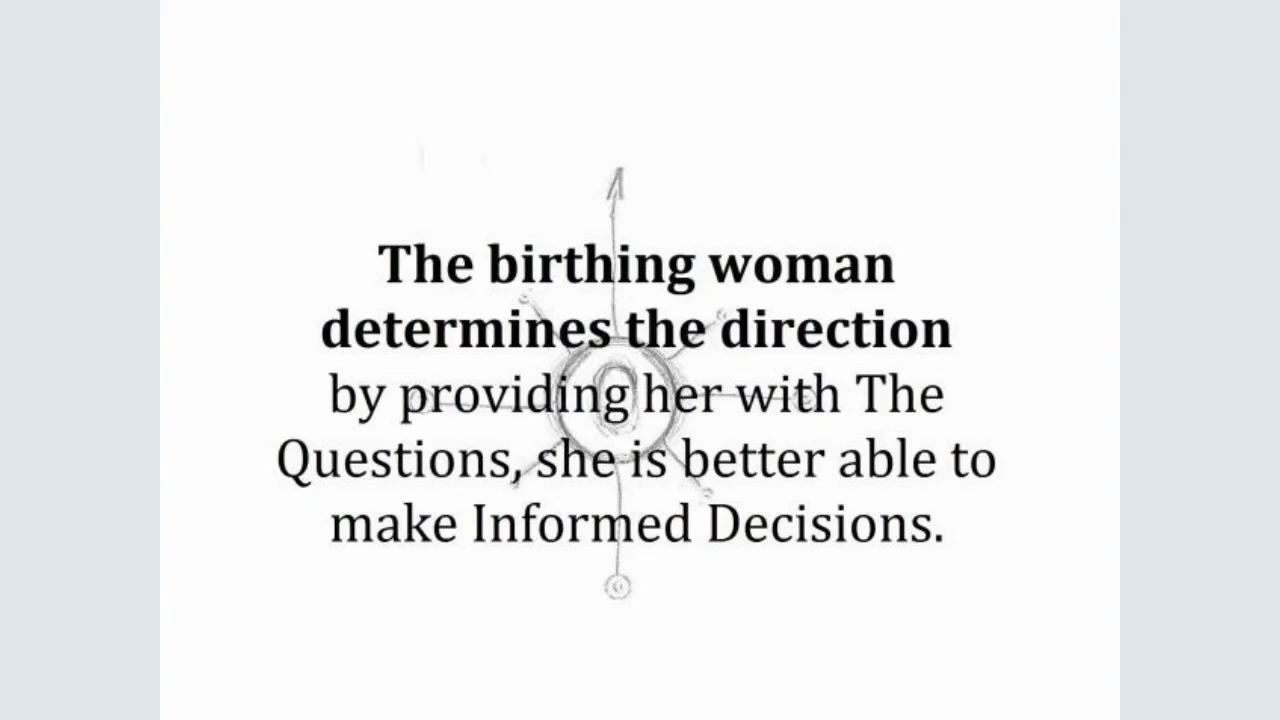 The birthing woman
determines the direction
by providing her with The
Questions, she is better able to
make Informed Decisions.